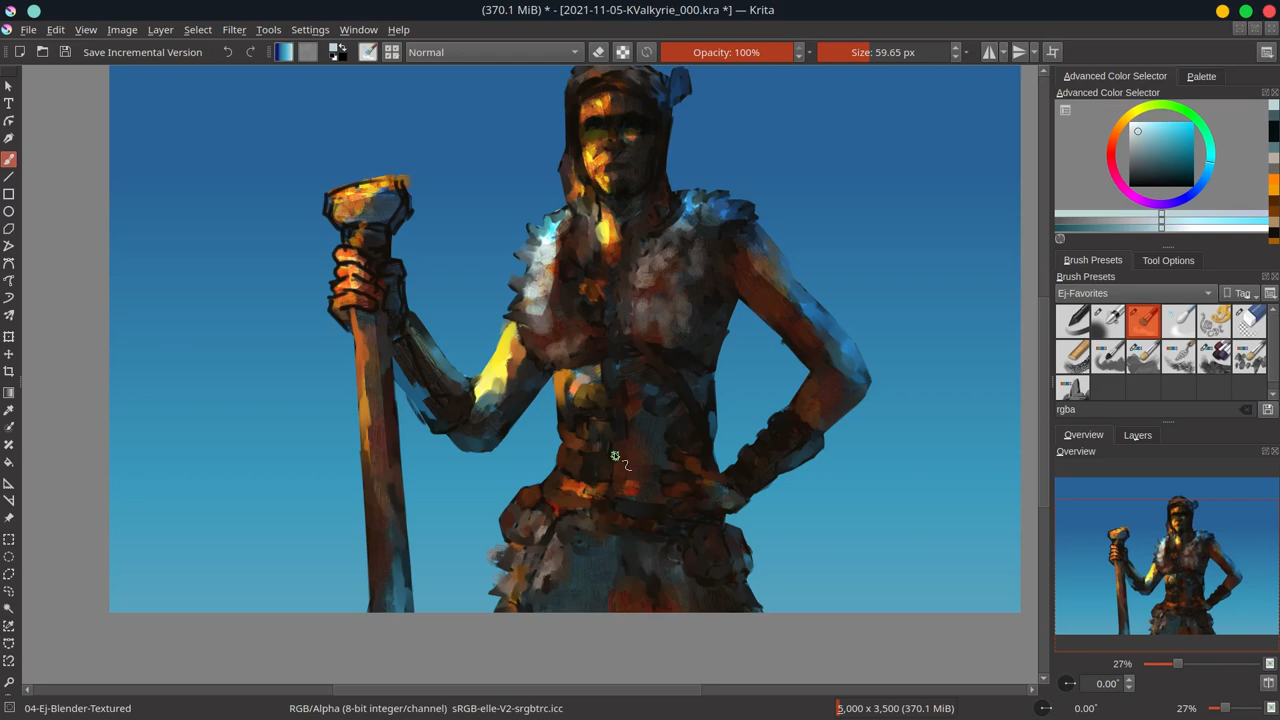 (370.1 MiB) * - [2021-11-05-KValkyrie_000.kra *] — Krita
File Edit View Image Layer Select Filter Tools Settings Window Help
Save Incremental Version Normal Opacity: 100% Size: 59.65 px
Advanced Color Selector Palette
Advanced Color Selector
Brush Presets Tool Options
Brush Presets
Ej-Favorites Tag
rgba
Overview Layers
Overview
27%
0.00°
04-Ej-Blender-Textured RGB/Alpha (8-bit integer/channel) sRGB-elle-V2-srgbtrc.icc 5,000 x 3,500 (370.1 MiB) 0.00° 27%